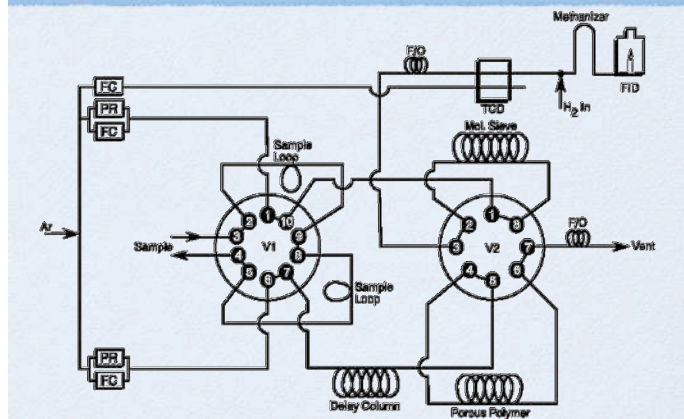 Methanizer
F/C
FC
TCD
H2 In
FID
PR
FC
Mol. Sieve
Sample
Loop
Ar
Sample
V1
1
2
3
4
5
6
7
8
9
10
V2
1
2
3
4
5
6
7
8
F/C
Vent
Sample
Loop
PR
FC
Delay Column
Porous Polymer